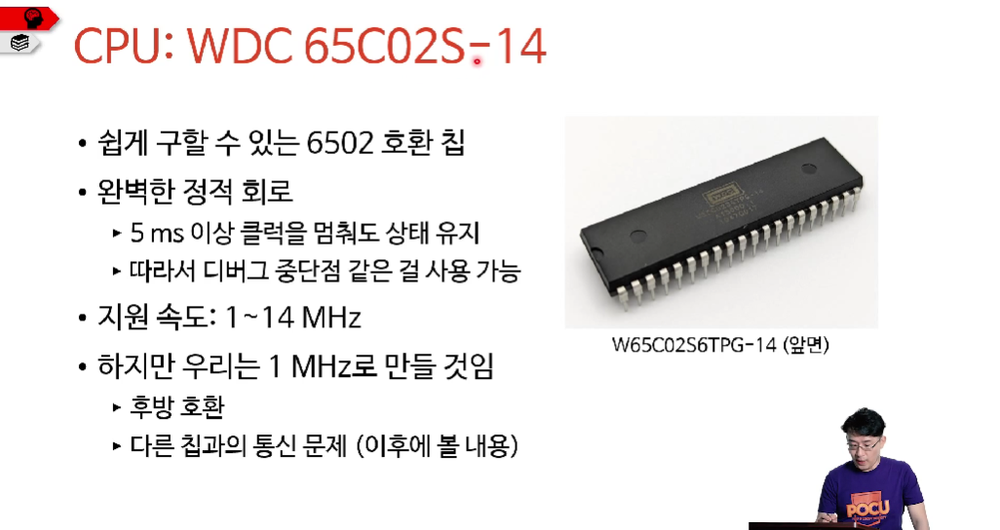 CPU: WDC 65C02S-14
• 쉽게 구할 수 있는 6502 호환 칩
• 완벽한 정적 회로
▸ 5 ms 이상 클럭을 멈춰도 상태 유지
▸ 따라서 디버그 중단점 같은 걸 사용 가능
• 지원 속도: 1~14 MHz
• 하지만 우리는 1 MHz로 만들 것임
▸ 후방 호환
▸ 다른 칩과의 통신 문제 (이후에 볼 내용)
W65C02S6TPG-14 (앞면)
POCU